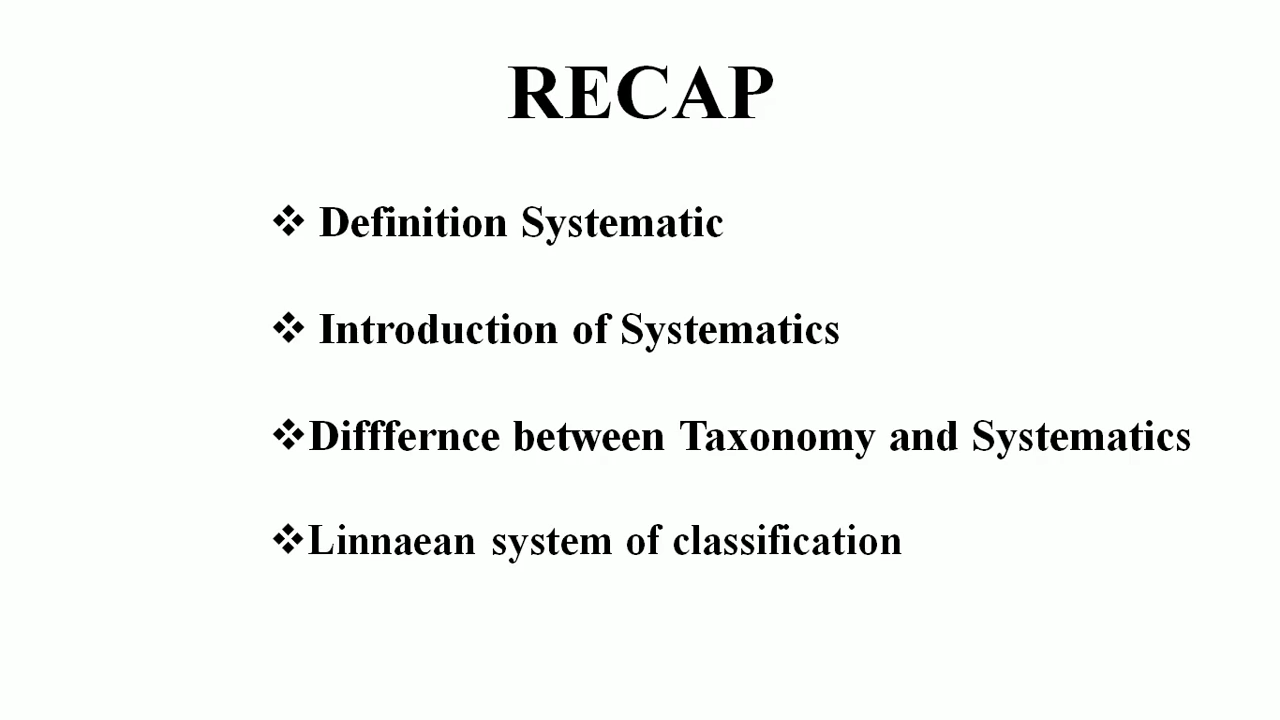 RECAP
❖ Definition Systematic
❖ Introduction of Systematics
❖Difffernce between Taxonomy and Systematics
❖Linnaean system of classification